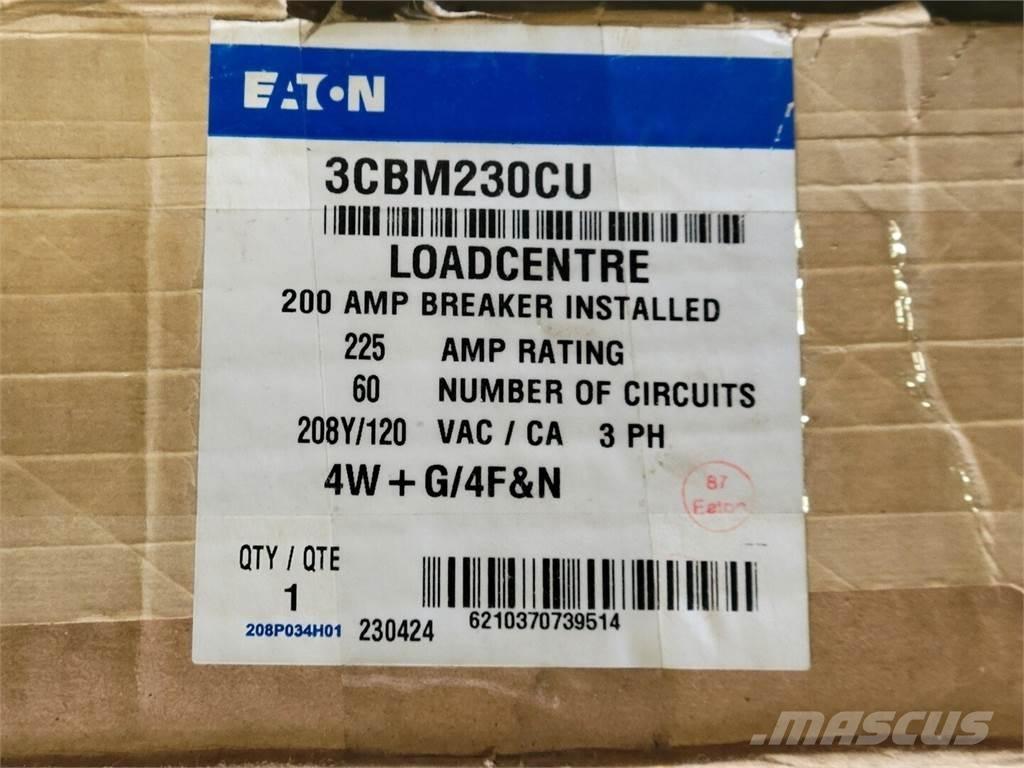 EATON
3CBM230CU
LOADCENTRE
200 AMP BREAKER INSTALLED
225 AMP RATING
60 NUMBER OF CIRCUITS
208Y/120 VAC / CA 3 PH
4W + G/4F&N
87
Eaton
QTY / QTE
1
208P034H01 230424 6210370739514
MASCUS